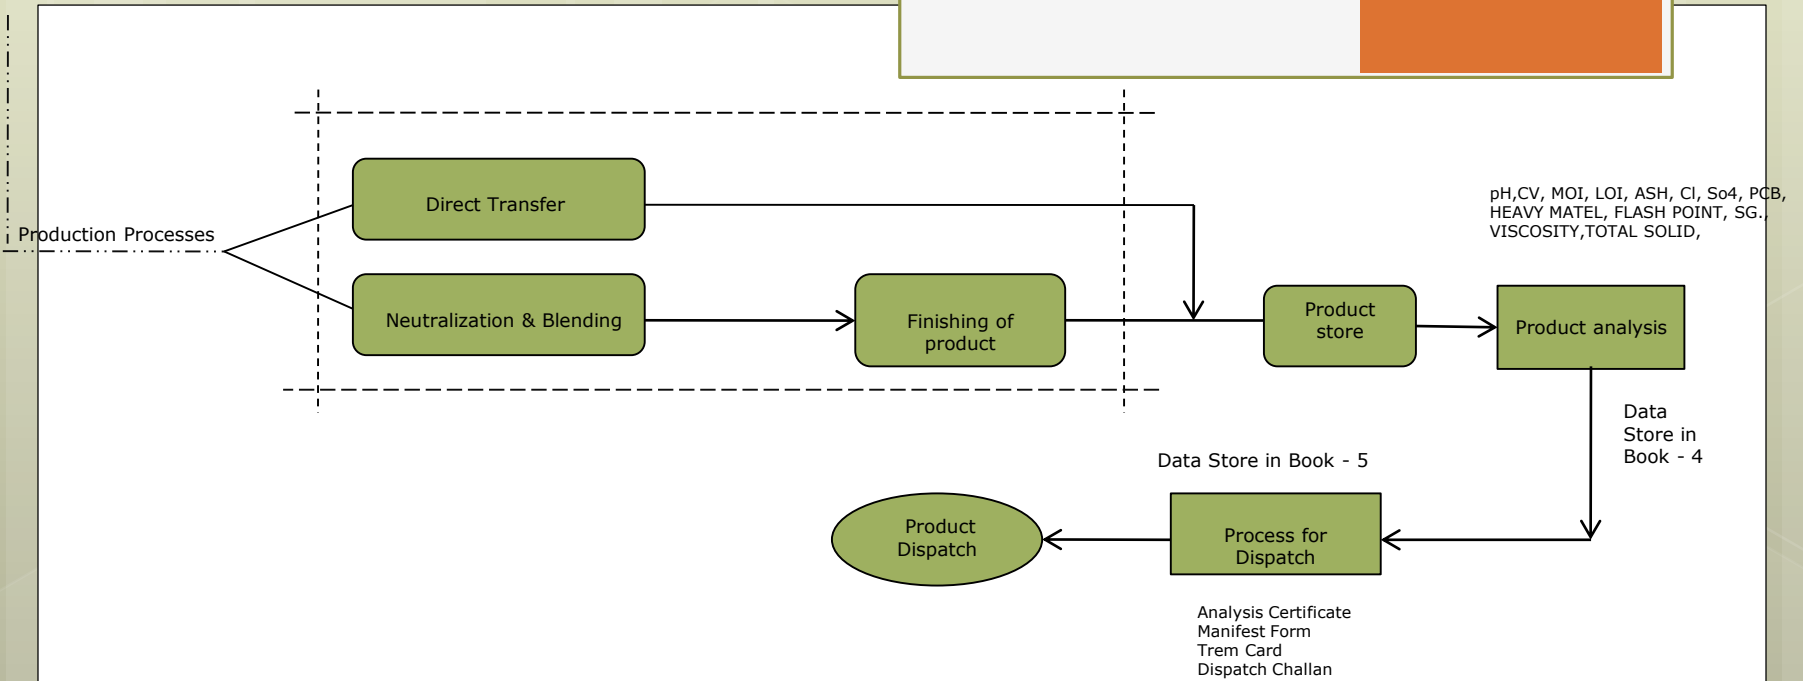 Production Processes
Direct Transfer
Neutralization & Blending
Finishing of
product
Product
store
pH,CV, MOI, LOI, ASH, Cl, So4, PCB,
HEAVY MATEL, FLASH POINT, SG.,
VISCOSITY,TOTAL SOLID,
Product analysis
Data
Store in
Book - 4
Data Store in Book - 5
Process for
Dispatch
Product
Dispatch
Analysis Certificate
Manifest Form
Trem Card
Dispatch Challan